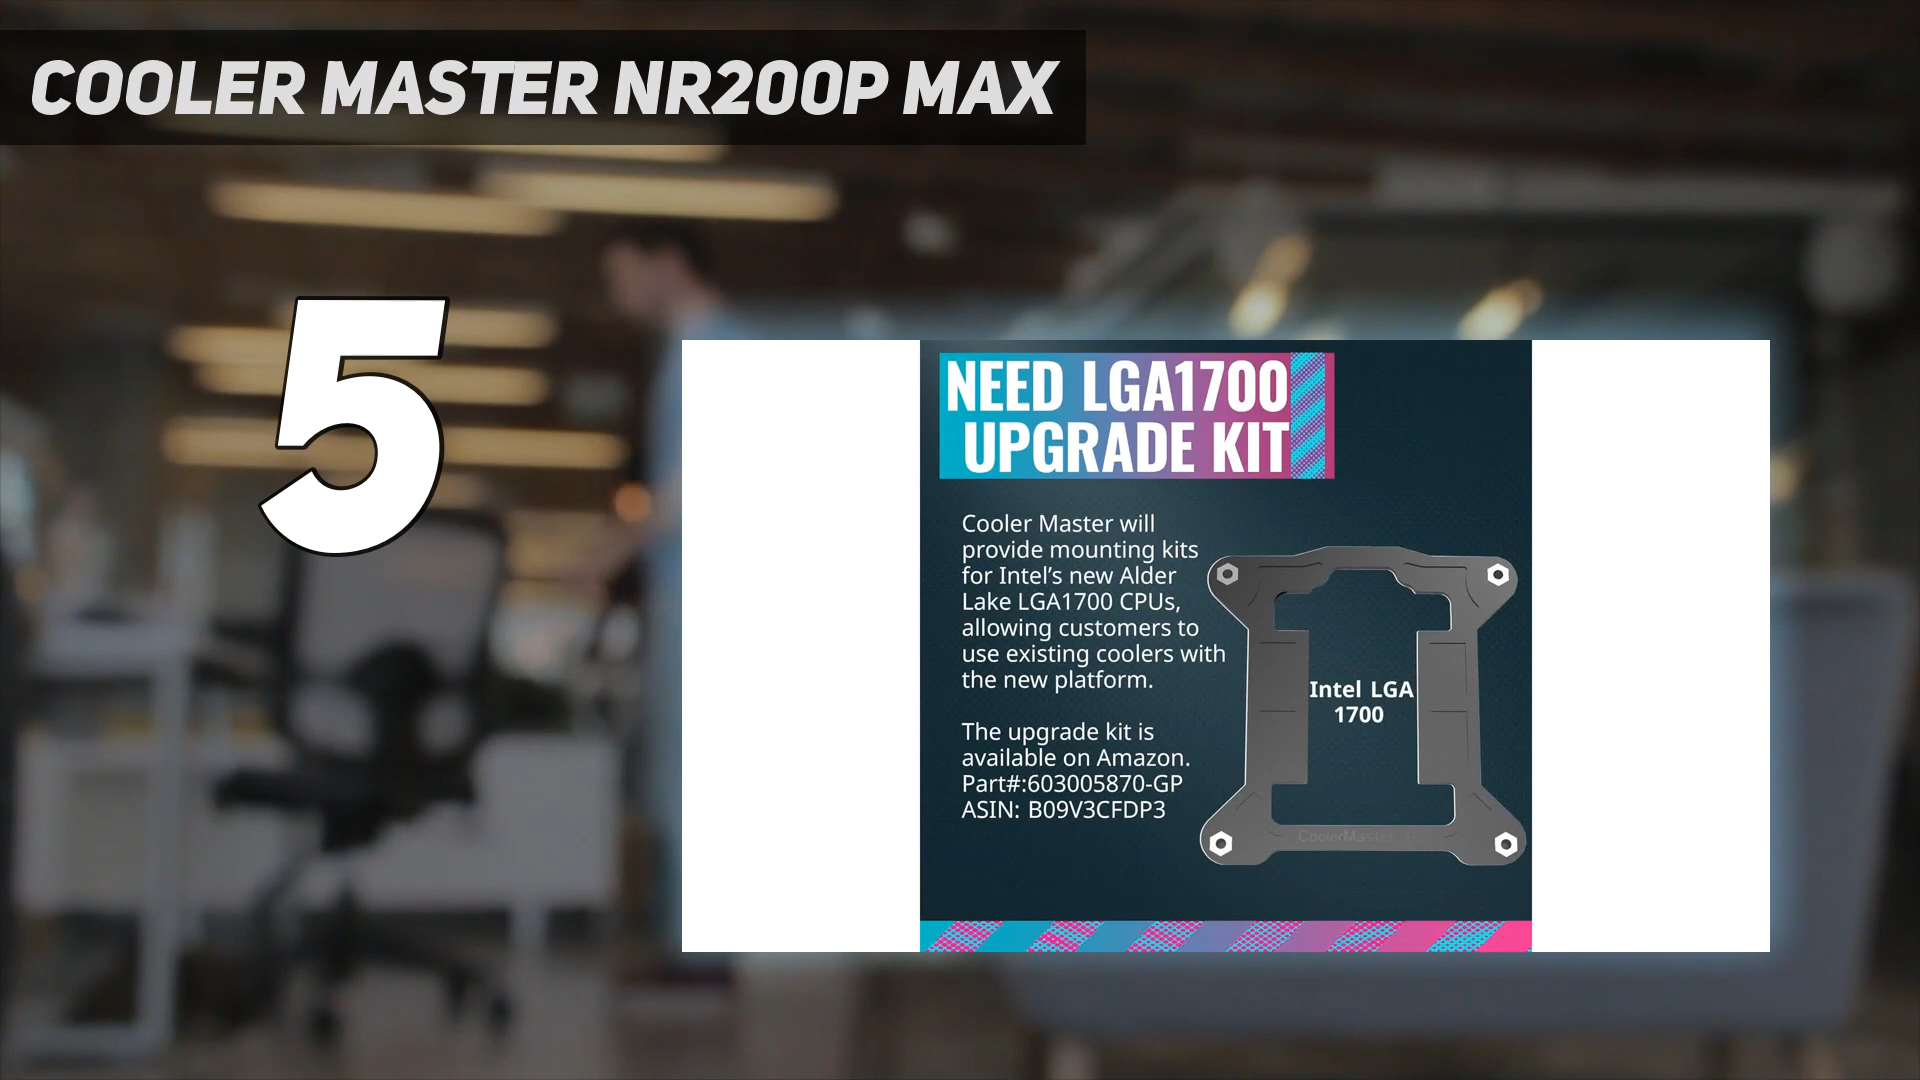 COOLER MASTER NR200P MAX
5
NEED LGA1700
UPGRADE KIT
Cooler Master will
provide mounting kits
for Intel’s new Alder
Lake LGA1700 CPUs,
allowing customers to
use existing coolers with
the new platform.
The upgrade kit is
available on Amazon.
Part#:603005870-GP
ASIN: B09V3CFDP3
Intel LGA
1700
CoolerMaster